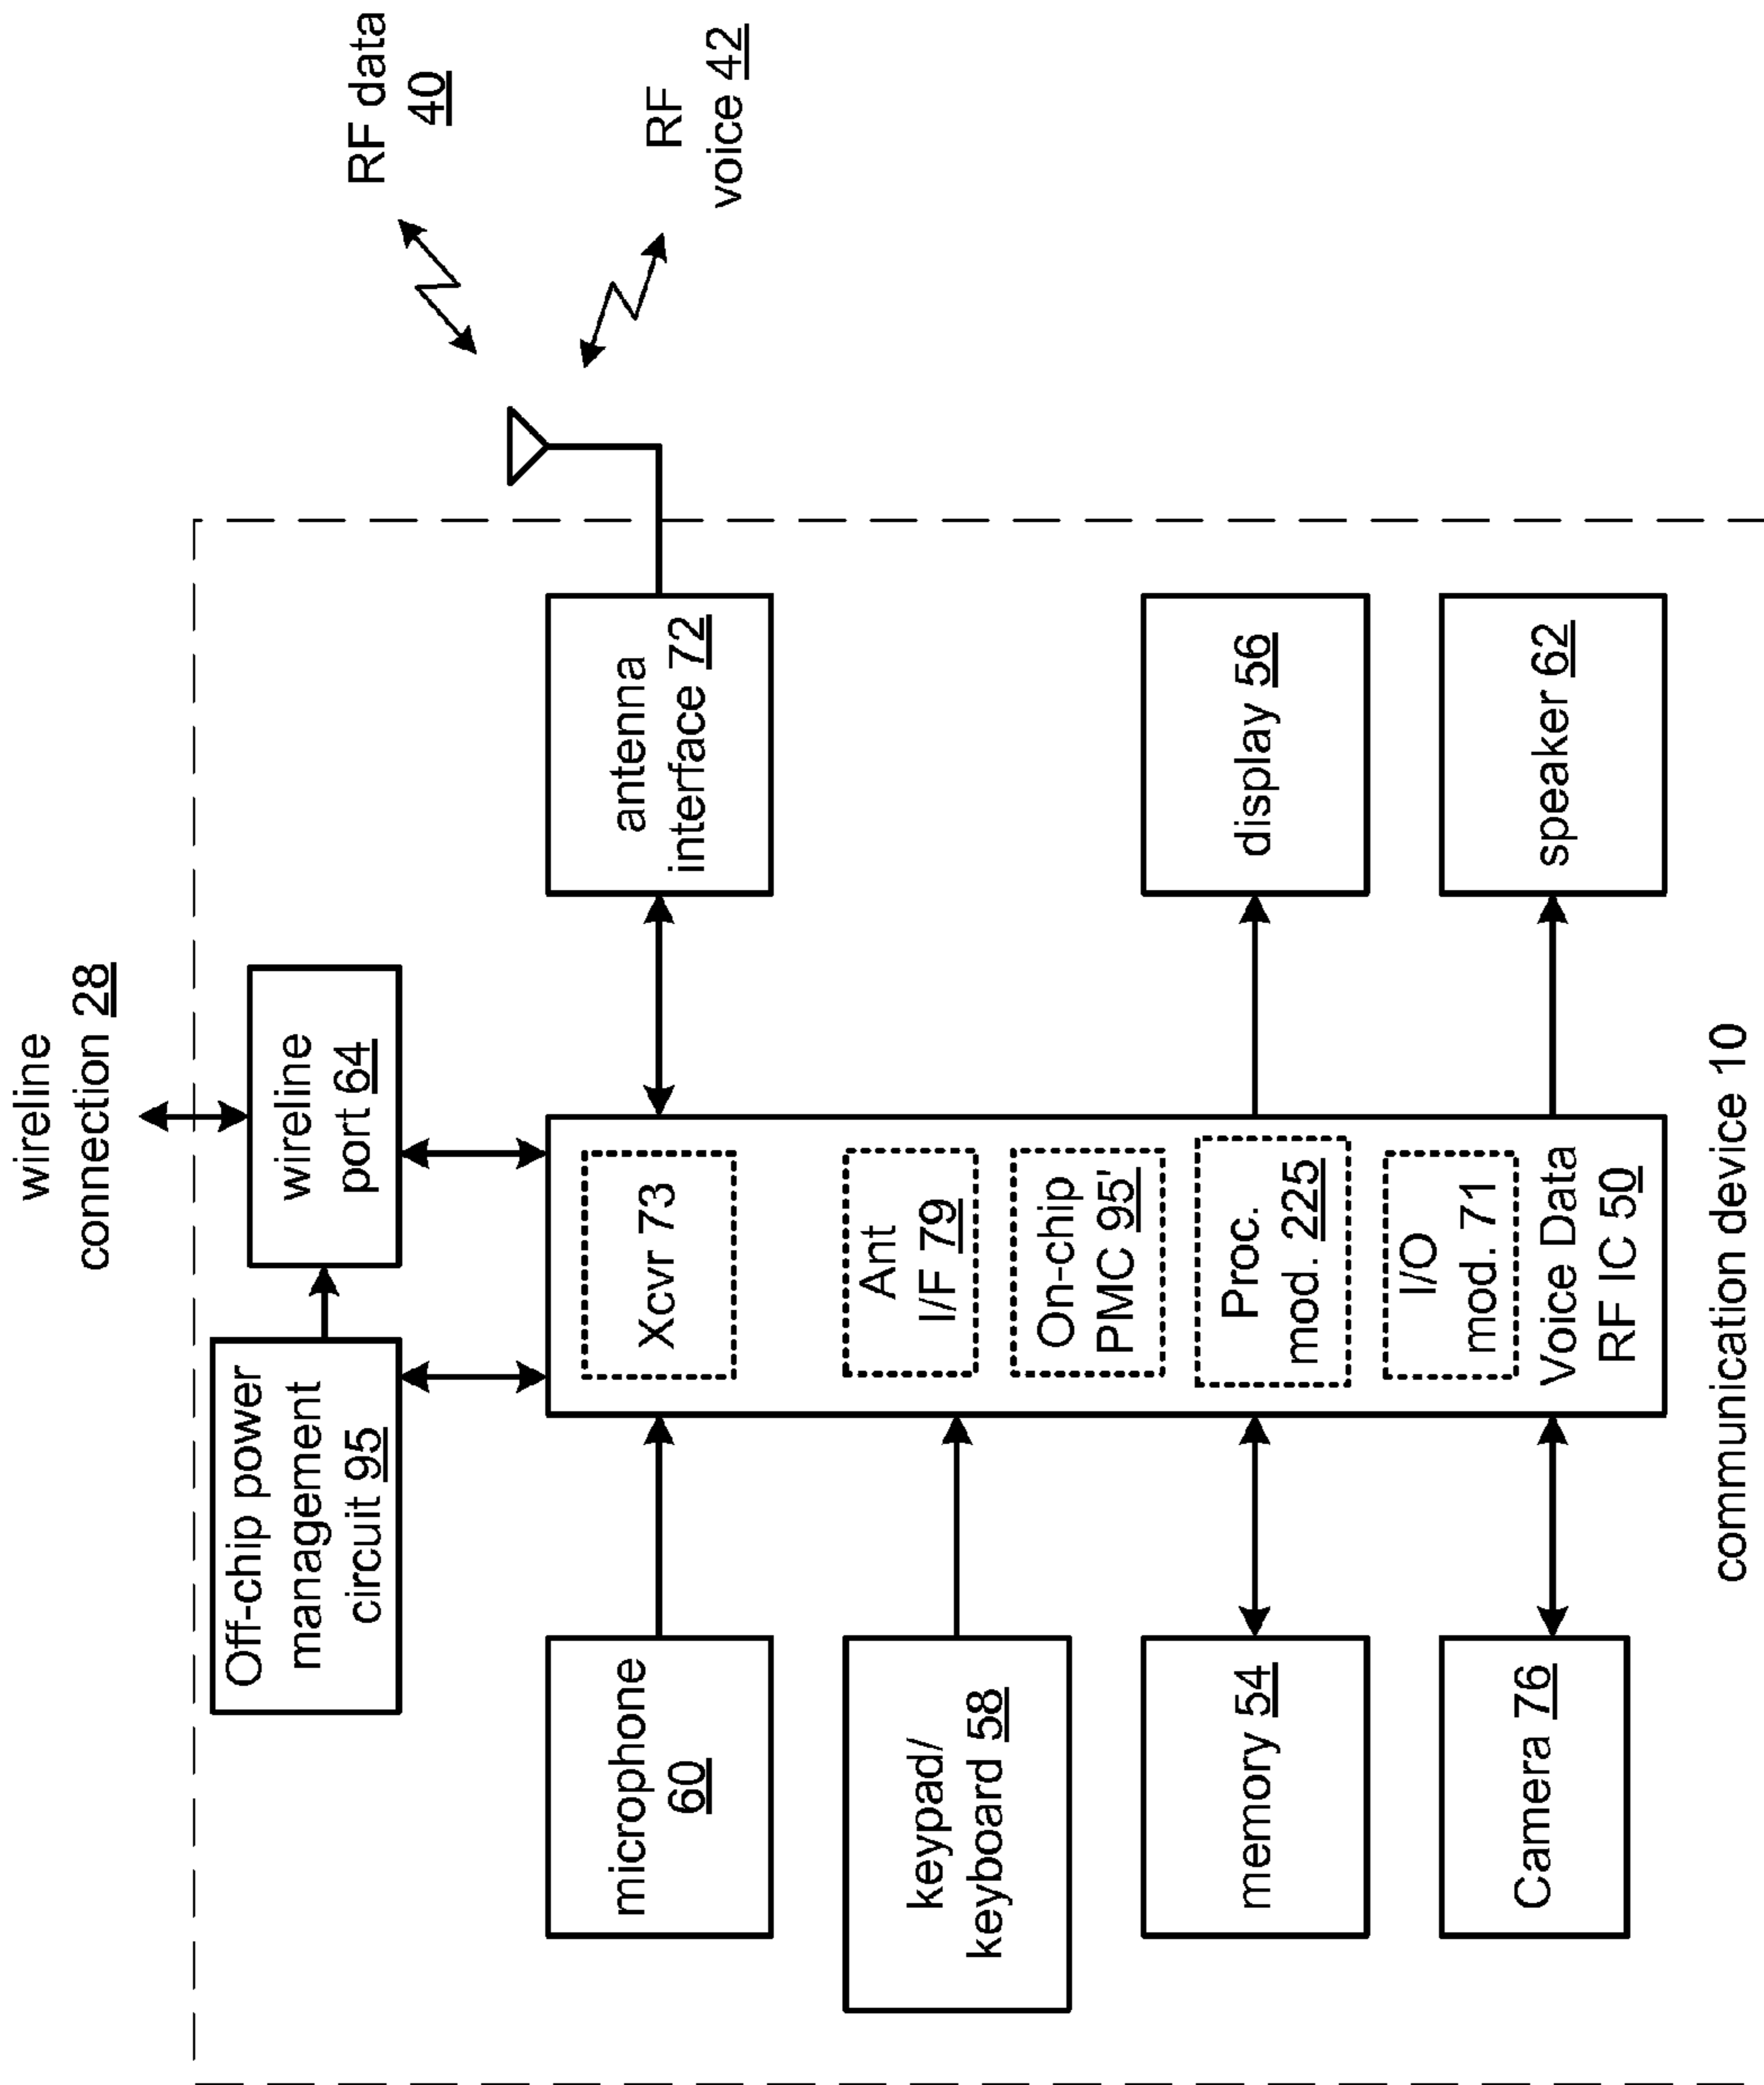 wireline
connection 28
RF data
40
RF
voice 42
Off-chip power
management
circuit 95
wireline
port 64
microphone
60
Xcvr 73
antenna
interface 72
keypad/
keyboard 58
Ant
I/F 79
On-chip
PMC 95'
memory 54
Proc.
mod. 225
display 56
Camera 76
I/O
mod. 71
Voice Data
RF IC 50
speaker 62
communication device 10